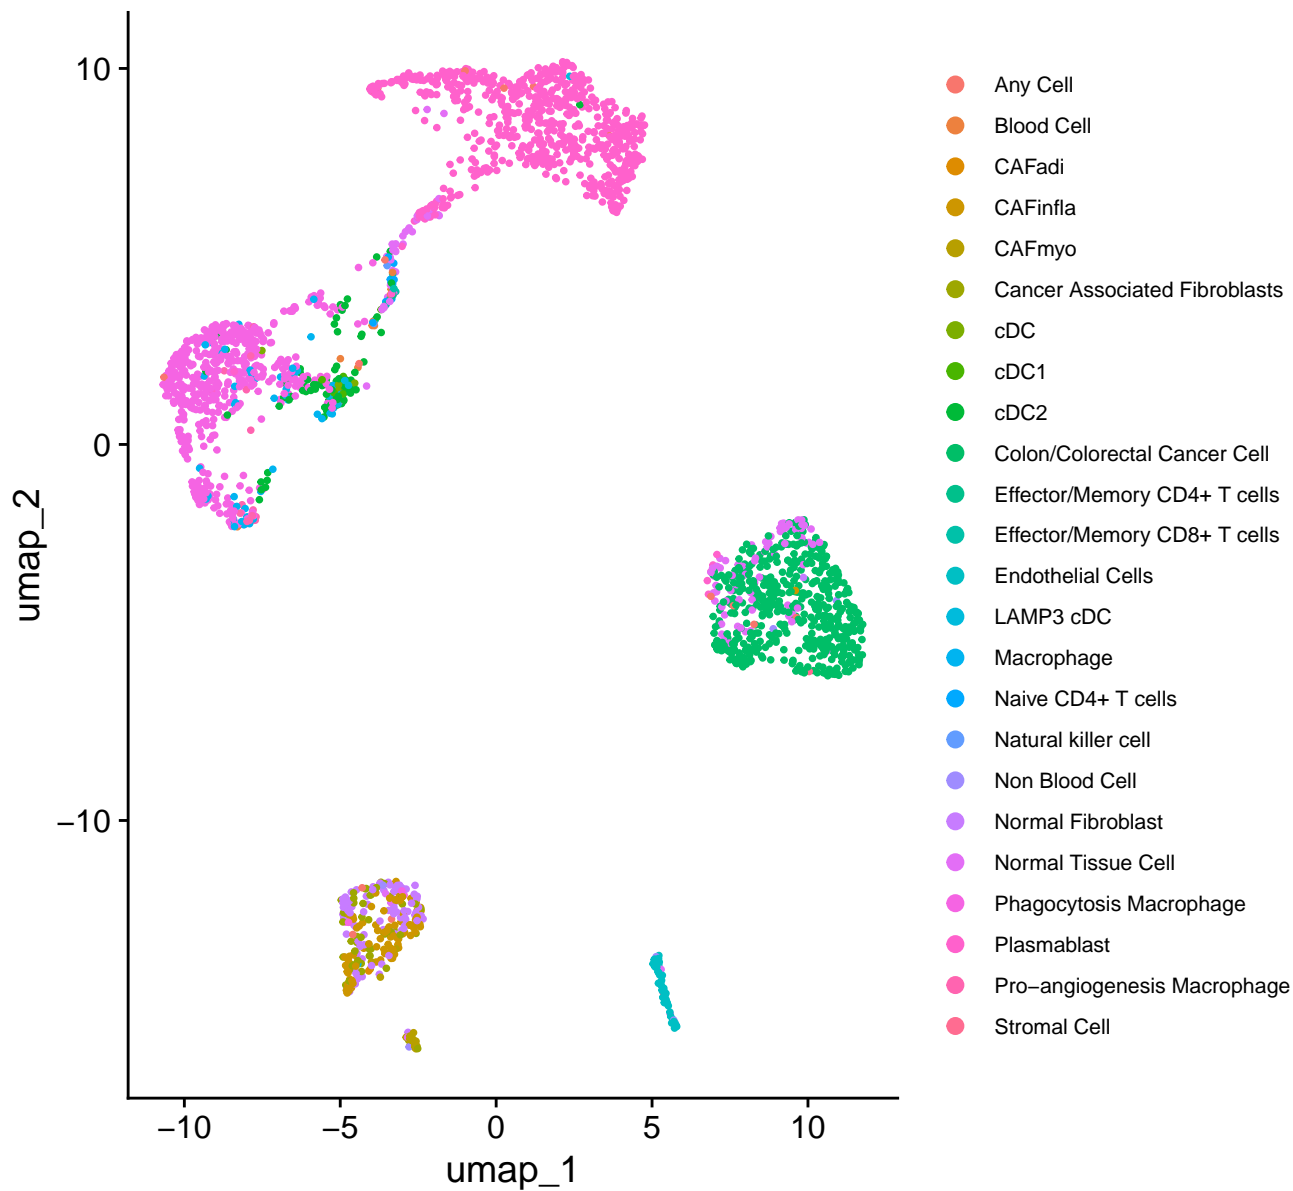 10
0
−10
umap_2
−10
−5
0
5
10
umap_1
Any Cell
Blood Cell
CAFadi
CAFinfla
CAFmyo
Cancer Associated Fibroblasts
cDC
cDC1
cDC2
Colon/Colorectal Cancer Cell
Effector/Memory CD4+ T cells
Effector/Memory CD8+ T cells
Endothelial Cells
LAMP3 cDC
Macrophage
Naive CD4+ T cells
Natural killer cell
Non Blood Cell
Normal Fibroblast
Normal Tissue Cell
Phagocytosis Macrophage
Plasmablast
Pro−angiogenesis Macrophage
Stromal Cell